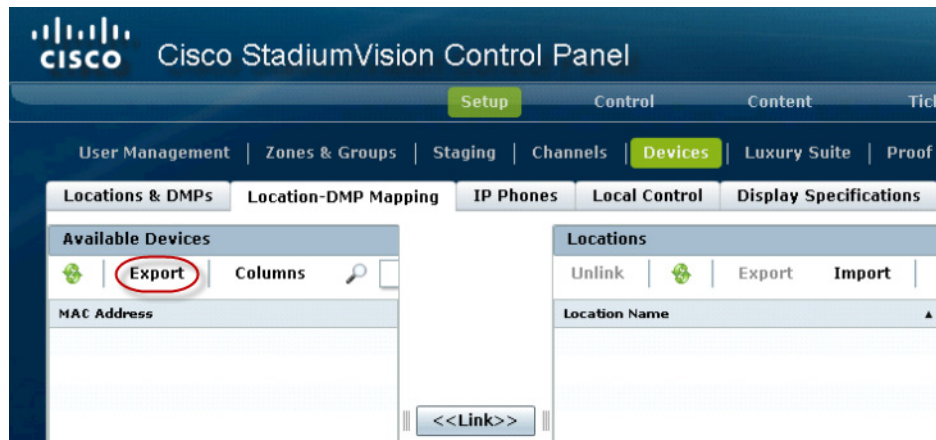 CISCO Cisco StadiumVision Control Panel
Setup Control Content
User Management | Zones & Groups | Staging | Channels | Devices | Luxury Suite | Proof
Locations & DMPs Location-DMP Mapping IP Phones Local Control Display Specifications
Available Devices Locations
Export Columns Unlink Export Import
MAC Address Location Name
<<Link>>